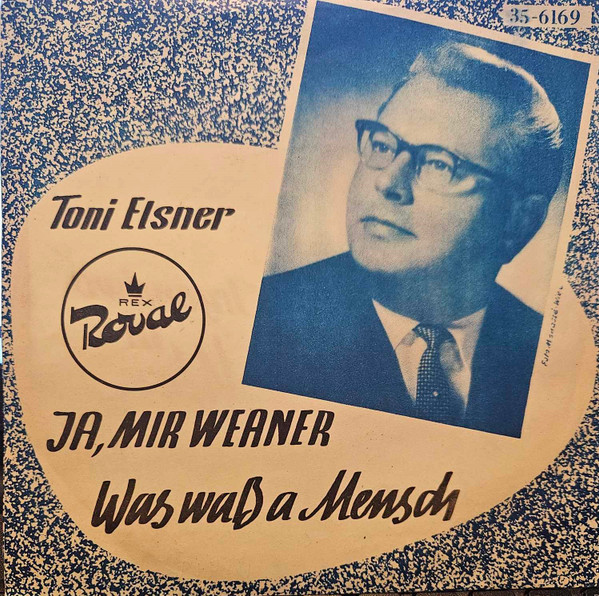 35-6169
Toni Elsner
REX
Royal
JA, MIR WEANER
Was waß a Mensch